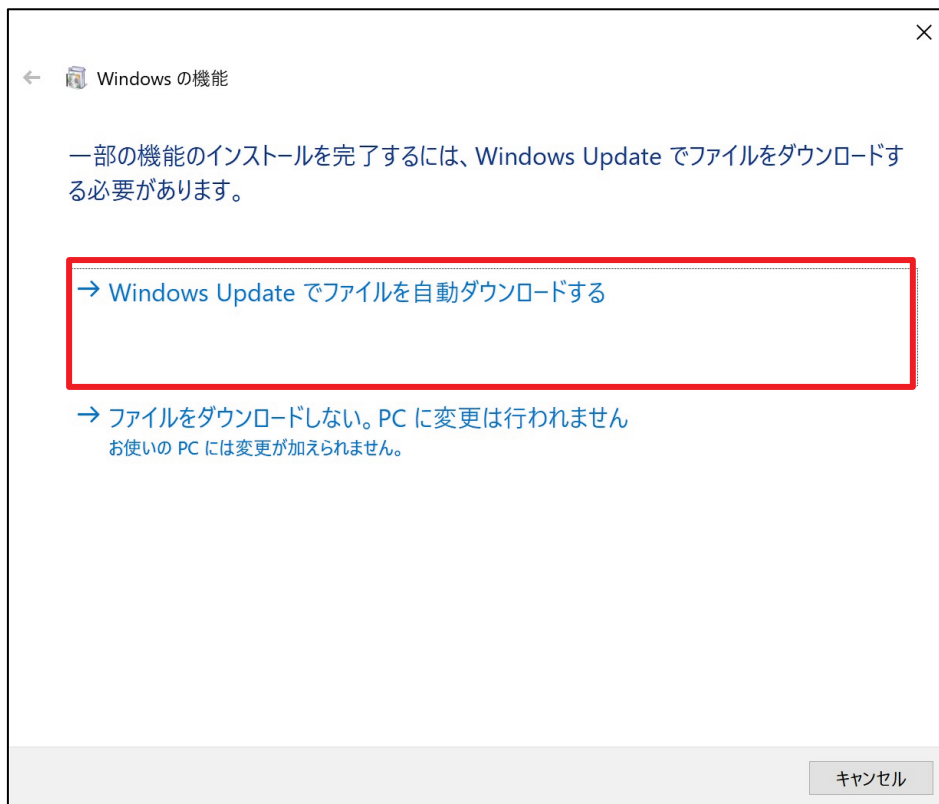 Windows の機能
一部の機能のインストールを完了するには、Windows Update でファイルをダウンロードす
る必要があります。
→ Windows Update でファイルを自動ダウンロードする
→ ファイルをダウンロードしない。PC に変更は行われません
お使いの PC には変更が加えられません。
キャンセル